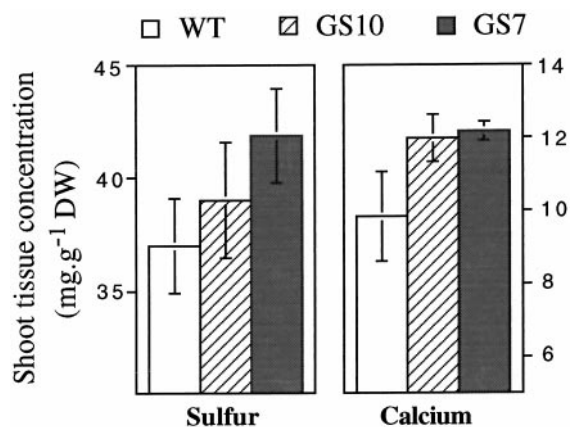 WT GS10 GS7
Shoot tissue concentration
(mg.g-1 DW)
45
40
35
14
12
10
8
6
Sulfur Calcium